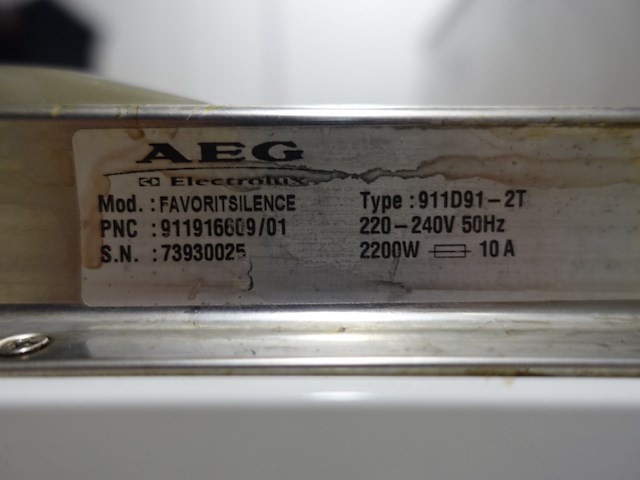 AEG
Electrolux
Mod. : FAVORITSILENCE
Type : 911D91-2T
PNC : 911916609/01
220-240V 50Hz
S.N. : 73930025
2200W 10 A